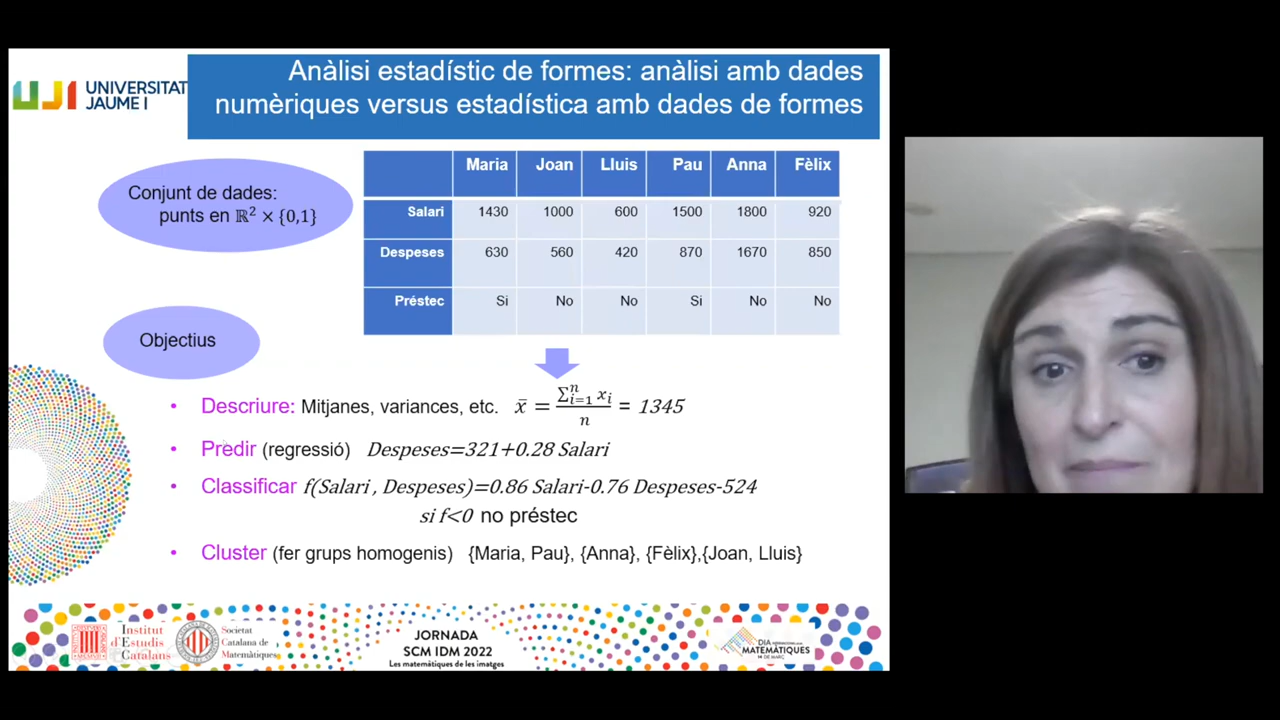 UJI UNIVERSITAT
JAUME I
Anàlisi estadístic de formes: anàlisi amb dades
numèriques versus estadística amb dades de formes
Conjunt de dades:
punts en ℝ² × {0,1}
Maria Joan Lluis Pau Anna Fèlix
Salari 1430 1000 600 1500 1800 920
Despeses 630 560 420 870 1670 850
Préstec Si No No Si No No
Objectius
• Descriure: Mitjanes, variances, etc. x̄ = ∑ⁿᵢ₌₁ xᵢ / n = 1345
• Predir (regressió) Despeses=321+0.28 Salari
• Classificar f(Salari , Despeses)=0.86 Salari-0.76 Despeses-524
si f<0 no préstec
• Cluster (fer grups homogenis) {Maria, Pau}, {Anna}, {Fèlix},{Joan, Lluis}
Institut
d'Estudis
Catalans
Societat
Catalana de
Matemàtiques
JORNADA
SCM IDM 2022
Les matemàtiques de les imatges
DIA
MATEMÀTIQUES
14 DE MARÇ